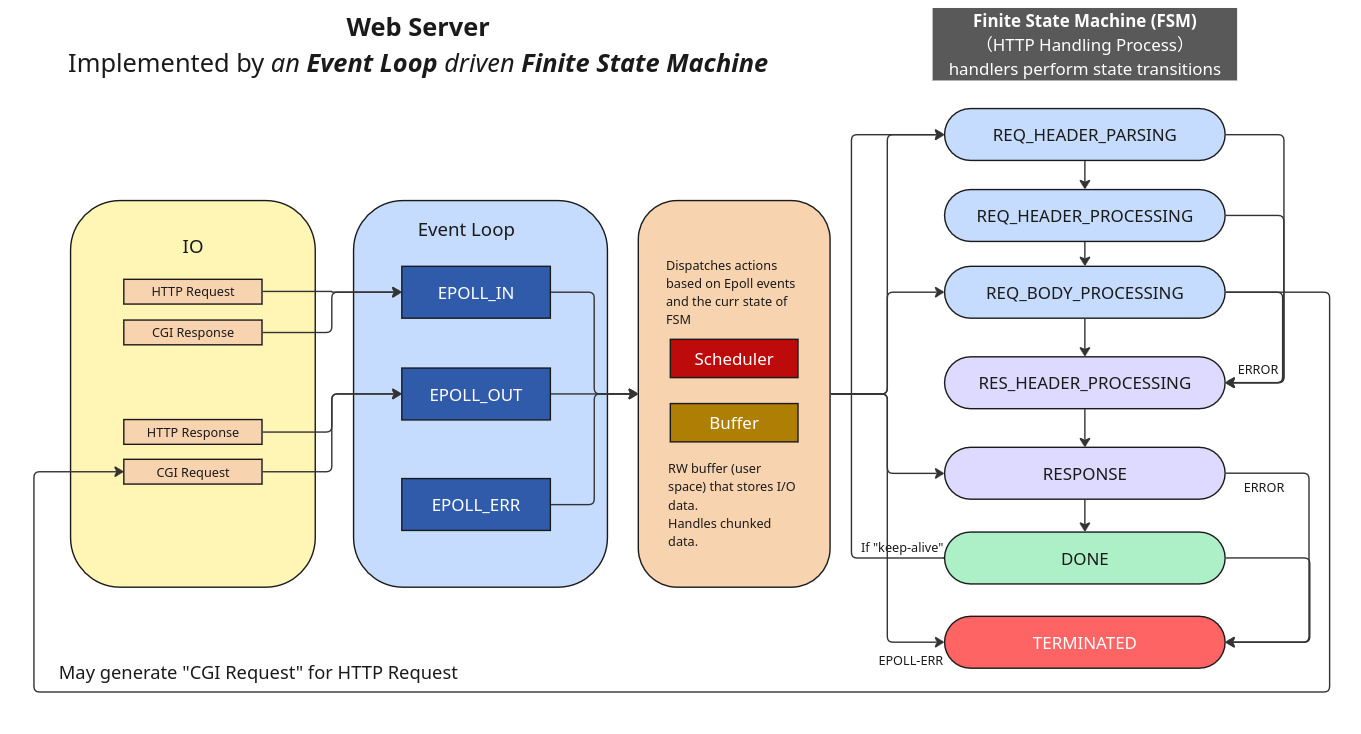 Web Server
Implemented by an Event Loop driven Finite State Machine
Finite State Machine (FSM)
（HTTP Handling Process）
handlers perform state transitions
IO
HTTP Request
CGI Response
HTTP Response
CGI Request
Event Loop
EPOLL_IN
EPOLL_OUT
EPOLL_ERR
Dispatches actions
based on Epoll events
and the curr state of
FSM
Scheduler
Buffer
RW buffer (user
space) that stores I/O
data.
Handles chunked
data.
REQ_HEADER_PARSING
REQ_HEADER_PROCESSING
REQ_BODY_PROCESSING
RES_HEADER_PROCESSING
ERROR
RESPONSE
ERROR
If "keep-alive"
DONE
TERMINATED
EPOLL-ERR
May generate "CGI Request" for HTTP Request